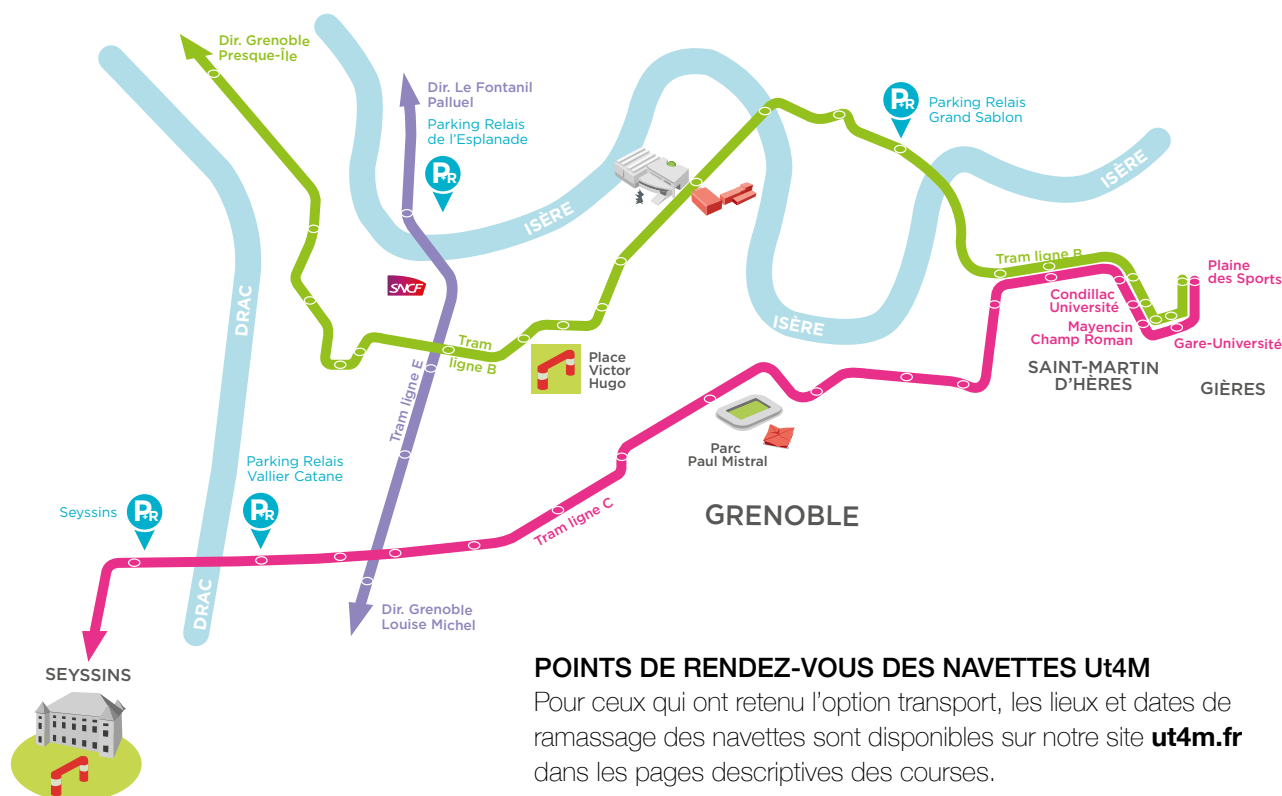 Dir. Grenoble
Presque-Île
Dir. Le Fontanil
Palluel
Parking Relais
de l'Esplanade
P+R
P+R
Parking Relais
Grand Sablon
ISÈRE
ISÈRE
ISÈRE
DRAC
SNCF
Tram ligne B
Plaine
des Sports
Condillac
Université
Mayencin
Champ Roman
Gare-Université
SAINT-MARTIN
D'HÈRES
GIÈRES
Tram
ligne B
Tram ligne E
Place
Victor
Hugo
Parc
Paul Mistral
GRENOBLE
Parking Relais
Vallier Catane
P+R
Seyssins
P+R
Tram ligne C
DRAC
Dir. Grenoble
Louise Michel
SEYSSINS
POINTS DE RENDEZ-VOUS DES NAVETTES Ut4M
Pour ceux qui ont retenu l'option transport, les lieux et dates de
ramassage des navettes sont disponibles sur notre site ut4m.fr
dans les pages descriptives des courses.